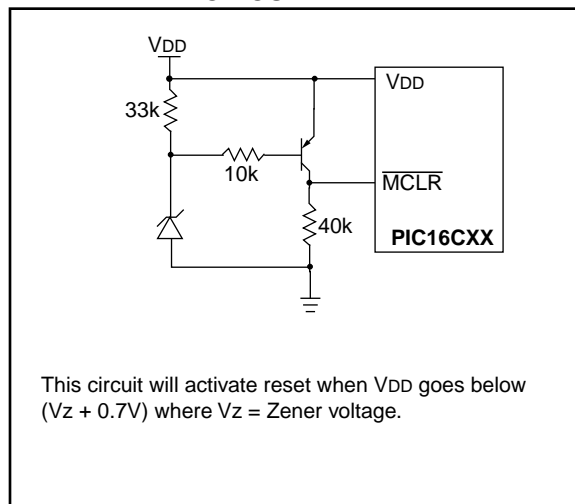 VDD
VDD
33k
10k
MCLR
40k
PIC16CXX
This circuit will activate reset when VDD goes below
(Vz + 0.7V) where Vz = Zener voltage.